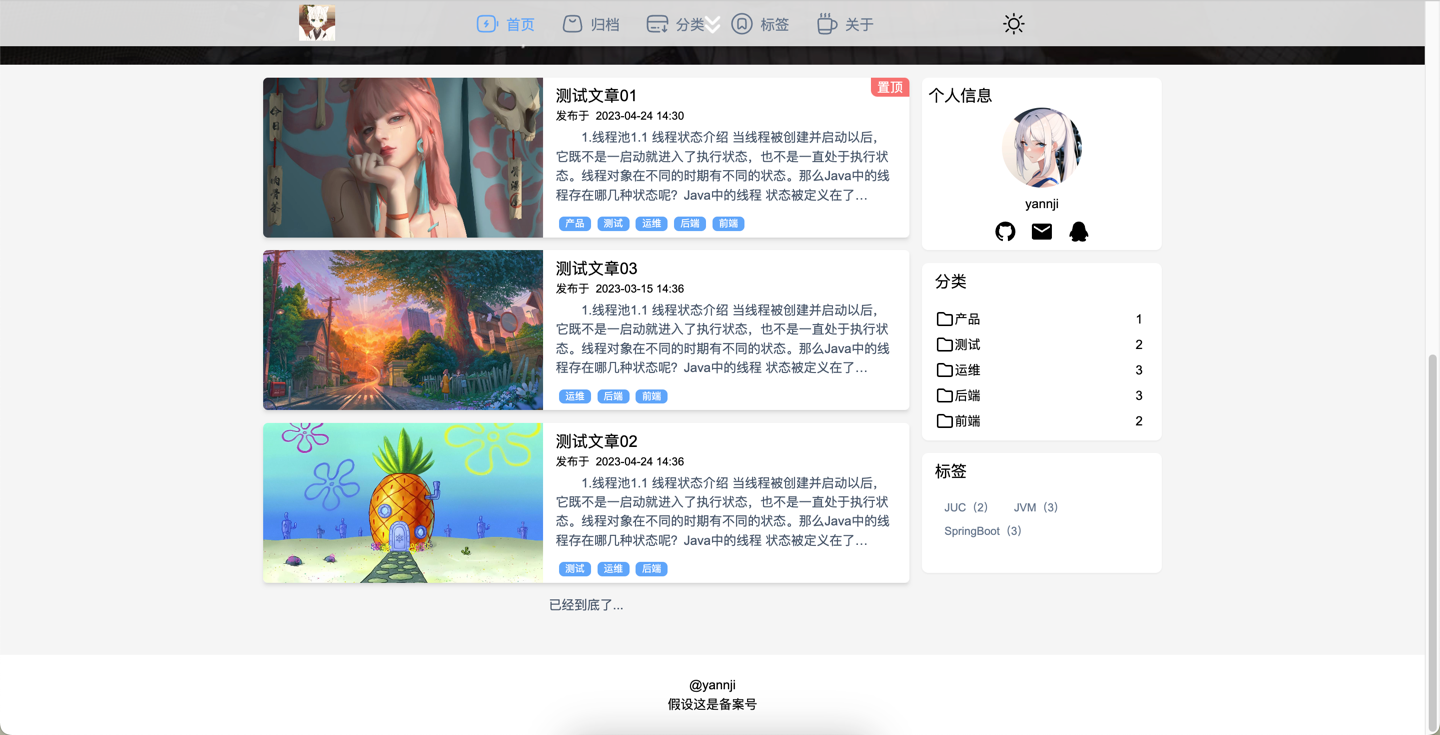 首页 归档 分类 标签 关于
测试文章01
置顶
发布于 2023-04-24 14:30
1.线程池1.1 线程状态介绍 当线程被创建并启动以后,
它既不是一启动就进入了执行状态,也不是一直处于执行状
态。线程对象在不同的时期有不同的状态。那么Java中的线
程存在哪几种状态呢?Java中的线程 状态被定义在了...
产品 测试 运维 后端 前端
测试文章03
发布于 2023-03-15 14:36
1.线程池1.1 线程状态介绍 当线程被创建并启动以后,
它既不是一启动就进入了执行状态,也不是一直处于执行状
态。线程对象在不同的时期有不同的状态。那么Java中的线
程存在哪几种状态呢?Java中的线程 状态被定义在了...
运维 后端 前端
测试文章02
发布于 2023-04-24 14:36
1.线程池1.1 线程状态介绍 当线程被创建并启动以后,
它既不是一启动就进入了执行状态,也不是一直处于执行状
态。线程对象在不同的时期有不同的状态。那么Java中的线
程存在哪几种状态呢?Java中的线程 状态被定义在了...
测试 运维 后端
已经到底了...
个人信息
yannji
分类
产品 1
测试 2
运维 3
后端 3
前端 2
标签
JUC(2) JVM(3)
SpringBoot(3)
@yannji
假设这是备案号